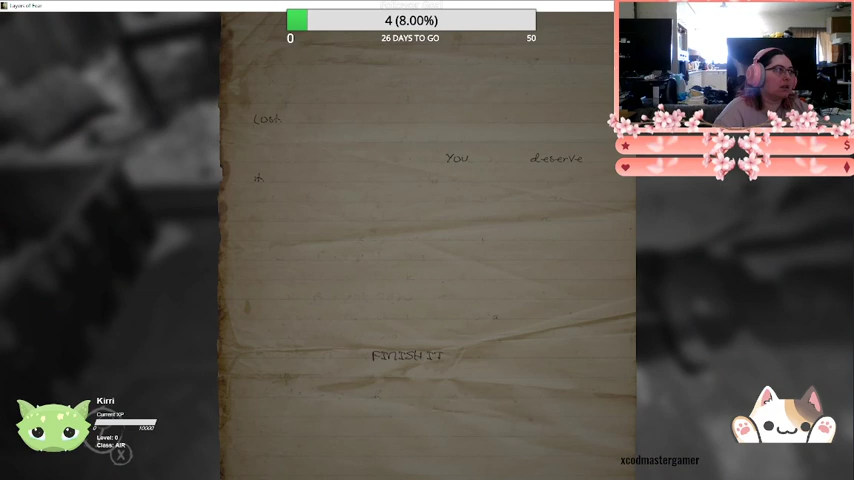 Layers of Fear
4 (8.00%)
0 26 DAYS TO GO 50
Look
YOU deserve
it.
FINISH IT
Kirri
Current XP
0 10000
Level: 0
Class: AIR
X
xcodmastergamer
$